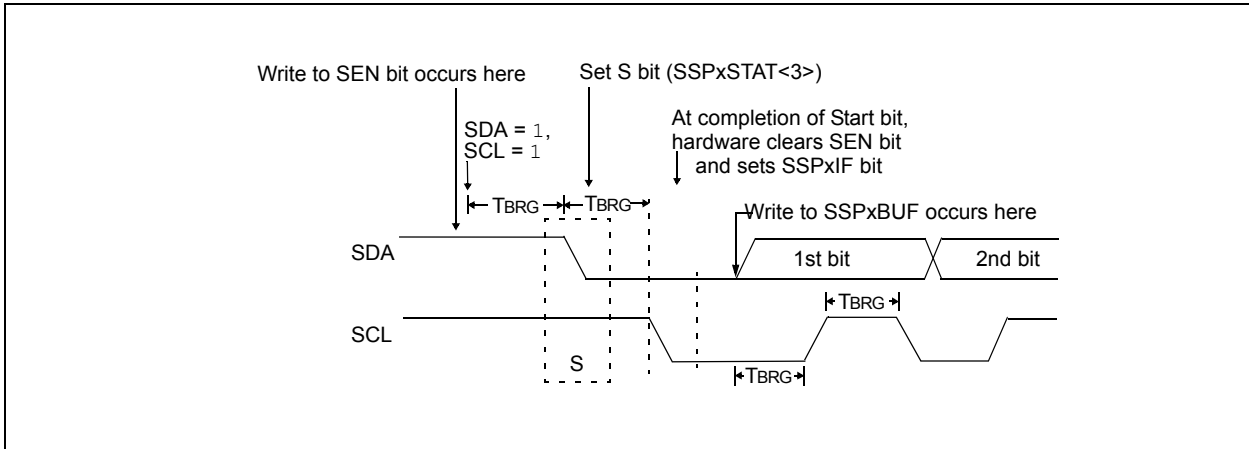 Write to SEN bit occurs here
Set S bit (SSPxSTAT<3>)
SDA = 1,
SCL = 1
At completion of Start bit,
hardware clears SEN bit
and sets SSPxIF bit
TBRG
TBRG
Write to SSPxBUF occurs here
SDA
1st bit
2nd bit
TBRG
SCL
S
TBRG